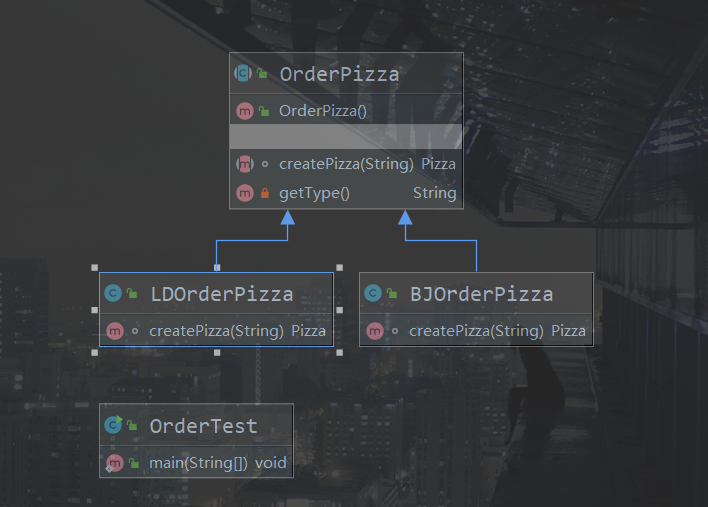 OrderPizza
OrderPizza()
createPizza(String) Pizza
getType() String
LDOrderPizza
createPizza(String) Pizza
BJOrderPizza
createPizza(String) Pizza
OrderTest
main(String[]) void